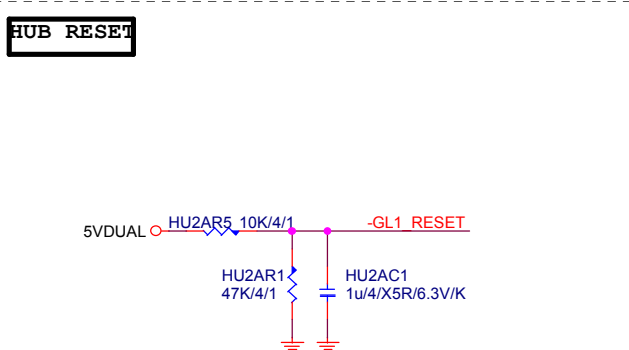 HUB RESET
HU2AR5 10K/4/1
-GL1_RESET
5VDUAL
HU2AR1
47K/4/1
HU2AC1
1u/4/X5R/6.3V/K